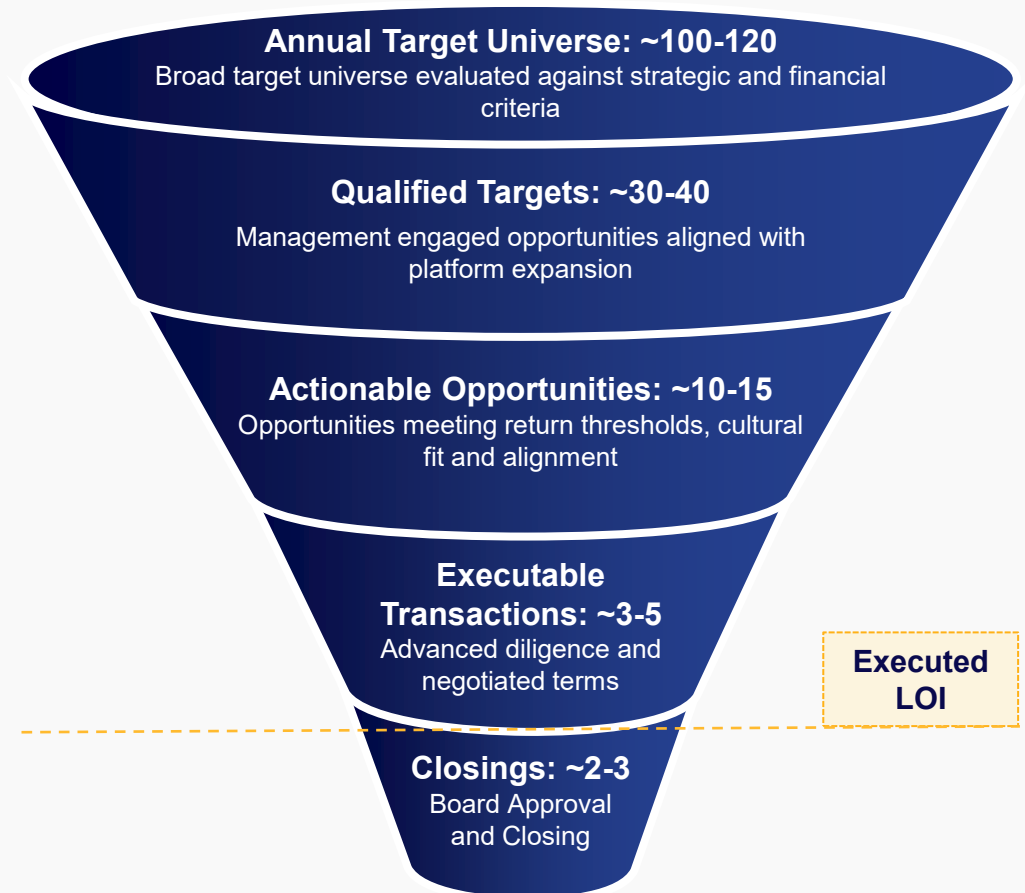 Annual Target Universe: ~100-120
Broad target universe evaluated against strategic and financial
criteria
Qualified Targets: ~30-40
Management engaged opportunities aligned with
platform expansion
Actionable Opportunities: ~10-15
Opportunities meeting return thresholds, cultural
fit and alignment
Executable
Transactions: ~3-5
Advanced diligence and
negotiated terms
Executed
LOI
Closings: ~2-3
Board Approval
and Closing